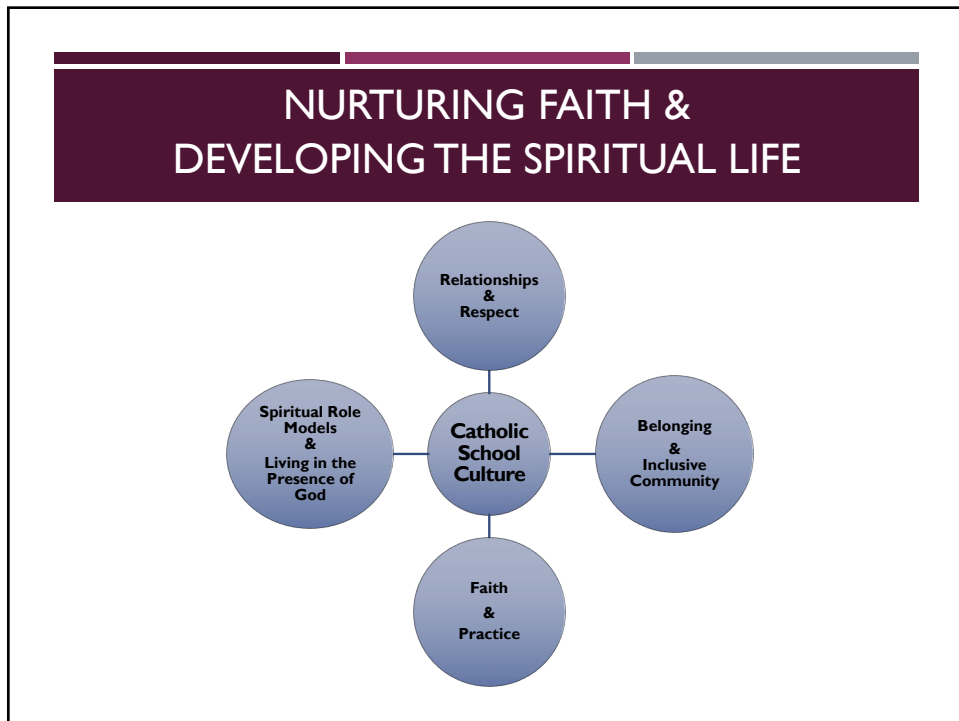 NURTURING FAITH &
DEVELOPING THE SPIRITUAL LIFE
Relationships
&
Respect
Spiritual Role
Models
&
Living in the
Presence of
God
Catholic
School
Culture
Belonging
&
Inclusive
Community
Faith
&
Practice